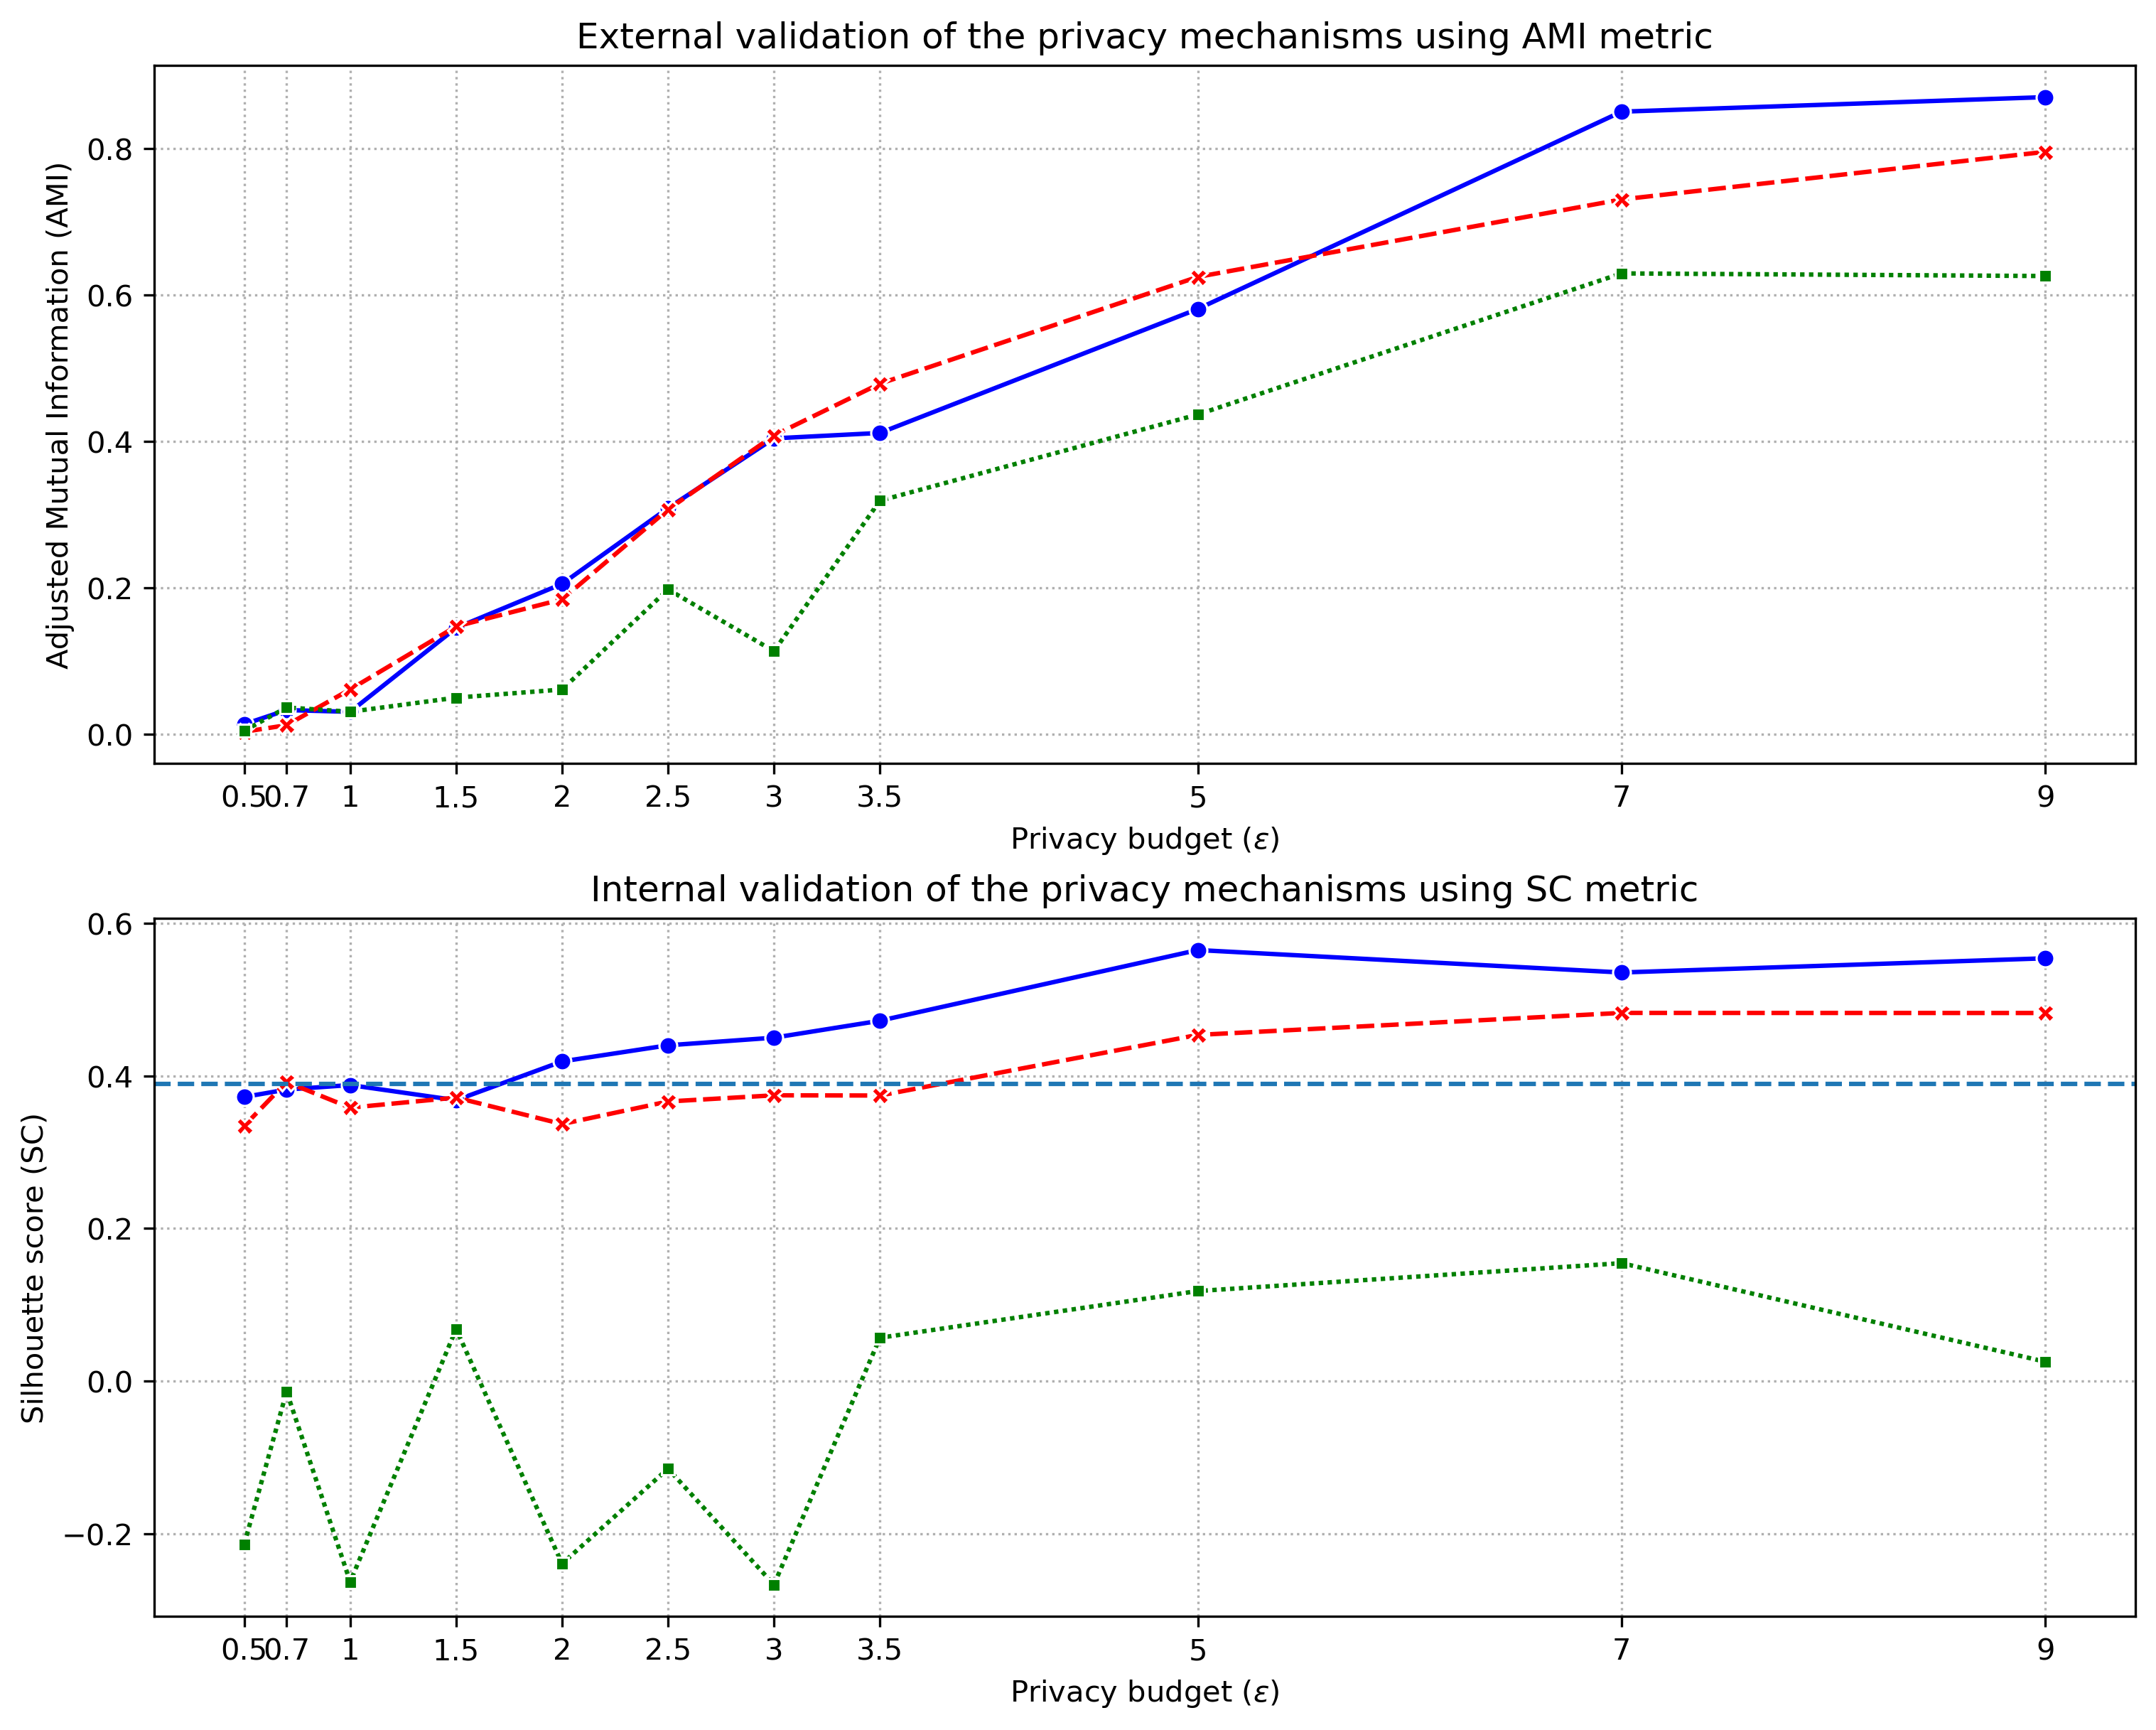 External validation of the privacy mechanisms using AMI metric
Adjusted Mutual Information (AMI)
0.8
0.6
0.4
0.2
0.0
0.5 0.7 1 1.5 2 2.5 3 3.5 5 7 9
Privacy budget (ε)
Internal validation of the privacy mechanisms using SC metric
Silhouette score (SC)
0.6
0.4
0.2
0.0
−0.2
0.5 0.7 1 1.5 2 2.5 3 3.5 5 7 9
Privacy budget (ε)